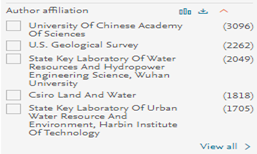 Author affiliation
University Of Chinese Academy (3096)
Of Sciences
U.S. Geological Survey (2262)
State Key Laboratory Of Water (2049)
Resources And Hydropower
Engineering Science, Wuhan
University
Csiro Land And Water (1818)
State Key Laboratory Of Urban (1705)
Water Resource And
Environment, Harbin Institute
Of Technology
View all >